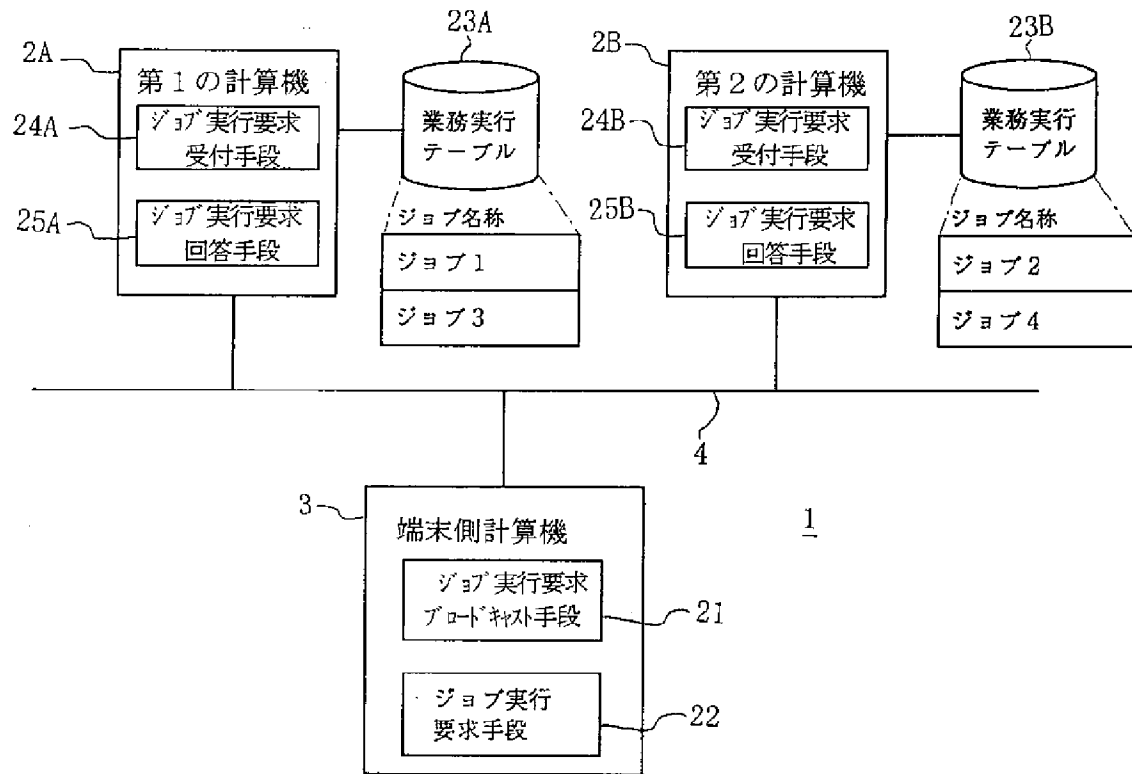 23A
2A
第1の計算機
24A
ジョブ実行要求
受付手段
25A
ジョブ実行要求
回答手段
業務実行
テーブル
ジョブ名称
ジョブ1
ジョブ3
23B
2B
第2の計算機
24B
ジョブ実行要求
受付手段
25B
ジョブ実行要求
回答手段
業務実行
テーブル
ジョブ名称
ジョブ2
ジョブ4
4
3
端末側計算機
ジョブ実行要求
ブロードキャスト手段
21
ジョブ実行
要求手段
22
1